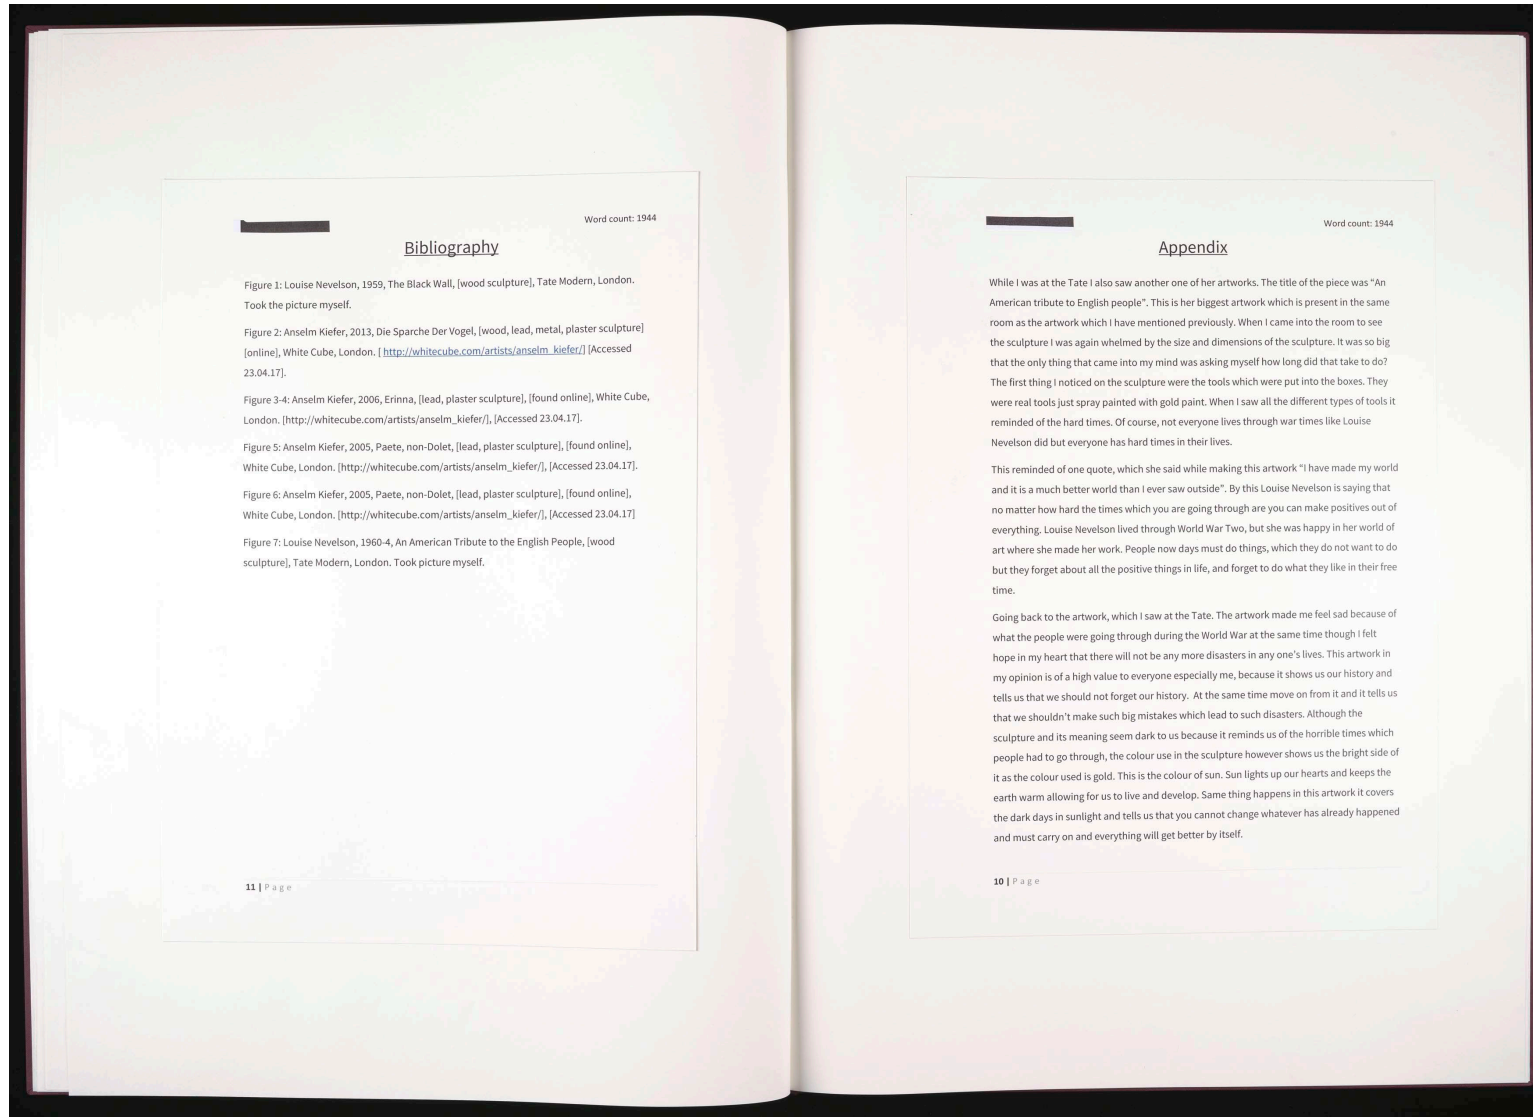 Word count: 1944
Bibliography
Figure 1: Louise Nevelson, 1959, The Black Wall, [wood sculpture], Tate Modern, London.
Took the picture myself.
Figure 2: Anselm Kiefer, 2013, Die Sparche Der Vogel, [wood, lead, metal, plaster sculpture]
[online], White Cube, London. [ http://whitecube.com/artists/anselm_kiefer/] [Accessed
23.04.17].
Figure 3-4: Anselm Kiefer, 2006, Erinna, [lead, plaster sculpture], [found online], White Cube,
London. [http://whitecube.com/artists/anselm_kiefer/], [Accessed 23.04.17].
Figure 5: Anselm Kiefer, 2005, Paete, non-Dolet, [lead, plaster sculpture], [found online],
White Cube, London. [http://whitecube.com/artists/anselm_kiefer/], [Accessed 23.04.17].
Figure 6: Anselm Kiefer, 2005, Paete, non-Dolet, [lead, plaster sculpture], [found online],
White Cube, London. [http://whitecube.com/artists/anselm_kiefer/], [Accessed 23.04.17]
Figure 7: Louise Nevelson, 1960-4, An American Tribute to the English People, [wood
sculpture], Tate Modern, London. Took picture myself.
11 | Page
Word count: 1944
Appendix
While I was at the Tate I also saw another one of her artworks. The title of the piece was “An
American tribute to English people”. This is her biggest artwork which is present in the same
room as the artwork which I have mentioned previously. When I came into the room to see
the sculpture I was again whelmed by the size and dimensions of the sculpture. It was so big
that the only thing that came into my mind was asking myself how long did that take to do?
The first thing I noticed on the sculpture were the tools which were put into the boxes. They
were real tools just spray painted with gold paint. When I saw all the different types of tools it
reminded of the hard times. Of course, not everyone lives through war times like Louise
Nevelson did but everyone has hard times in their lives.
This reminded of one quote, which she said while making this artwork “I have made my world
and it is a much better world than I ever saw outside”. By this Louise Nevelson is saying that
no matter how hard the times which you are going through are you can make positives out of
everything. Louise Nevelson lived through World War Two, but she was happy in her world of
art where she made her work. People now days must do things, which they do not want to do
but they forget about all the positive things in life, and forget to do what they like in their free
time.
Going back to the artwork, which I saw at the Tate. The artwork made me feel sad because of
what the people were going through during the World War at the same time though I felt
hope in my heart that there will not be any more disasters in any one's lives. This artwork in
my opinion is of a high value to everyone especially me, because it shows us our history and
tells us that we should not forget our history. At the same time move on from it and it tells us
that we shouldn't make such big mistakes which lead to such disasters. Although the
sculpture and its meaning seem dark to us because it reminds us of the horrible times which
people had to go through, the colour use in the sculpture however shows us the bright side of
it as the colour used is gold. This is the colour of sun. Sun lights up our hearts and keeps the
earth warm allowing for us to live and develop. Same thing happens in this artwork it covers
the dark days in sunlight and tells us that you cannot change whatever has already happened
and must carry on and everything will get better by itself.
10 | Page